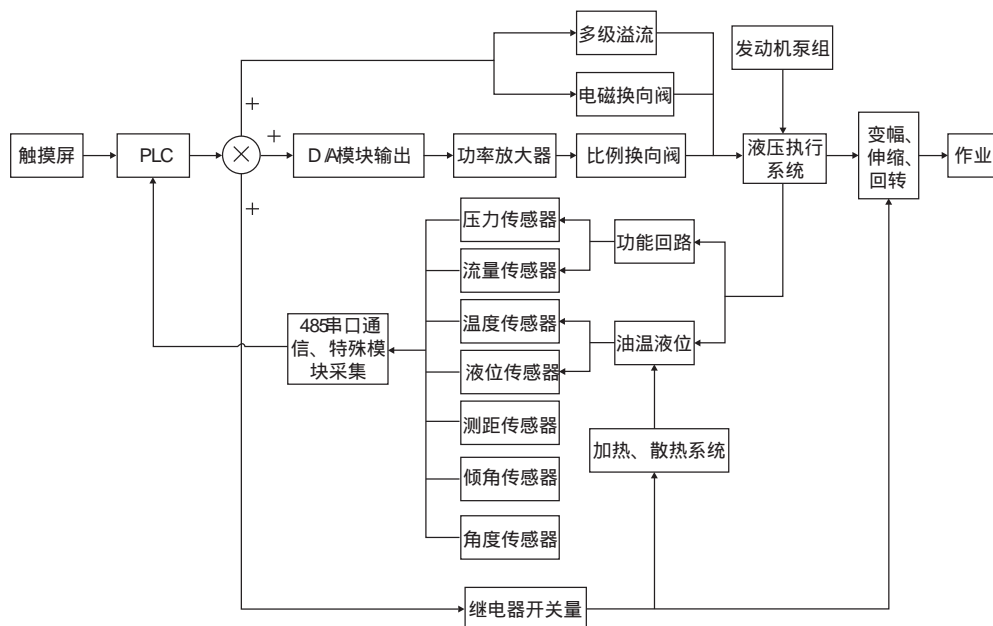 多级溢流
发动机泵组
电磁换向阀
+
+
触摸屏
PLC
×
D/A模块输出
功率放大器
比例换向阀
液压执行
系统
变幅、
伸缩、
回转
作业
+
压力传感器
功能回路
流量传感器
485串口通
信、特殊模
块采集
温度传感器
油温液位
液位传感器
测距传感器
加热、散热系统
倾角传感器
角度传感器
继电器开关量